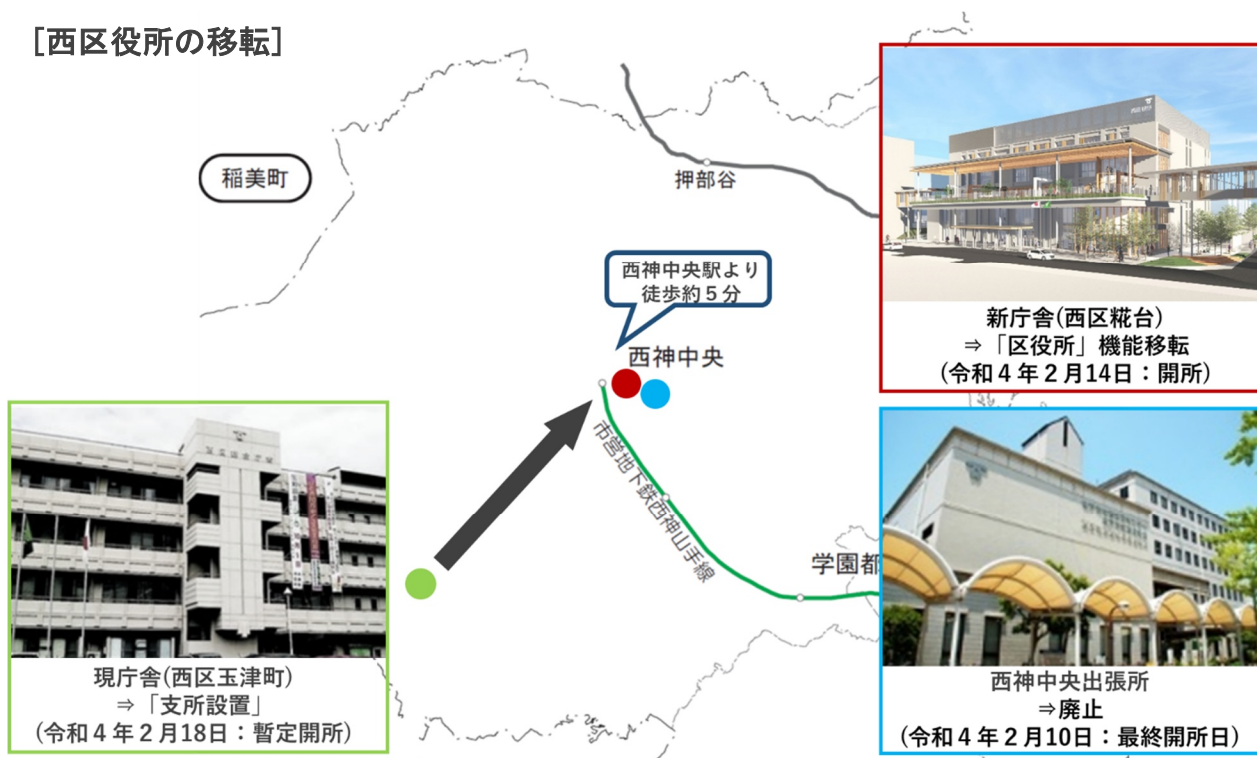 [西区役所の移転]
稲美町
押部谷
西神中央駅より
徒歩約５分
西神中央
市営地下鉄西神山手線
学園都
新庁舎(西区糀台)
⇒「区役所」機能移転
(令和４年２月14日：開所)
現庁舎(西区玉津町)
⇒「支所設置」
(令和４年２月18日：暫定開所)
西神中央出張所
⇒廃止
(令和４年２月10日：最終開所日)